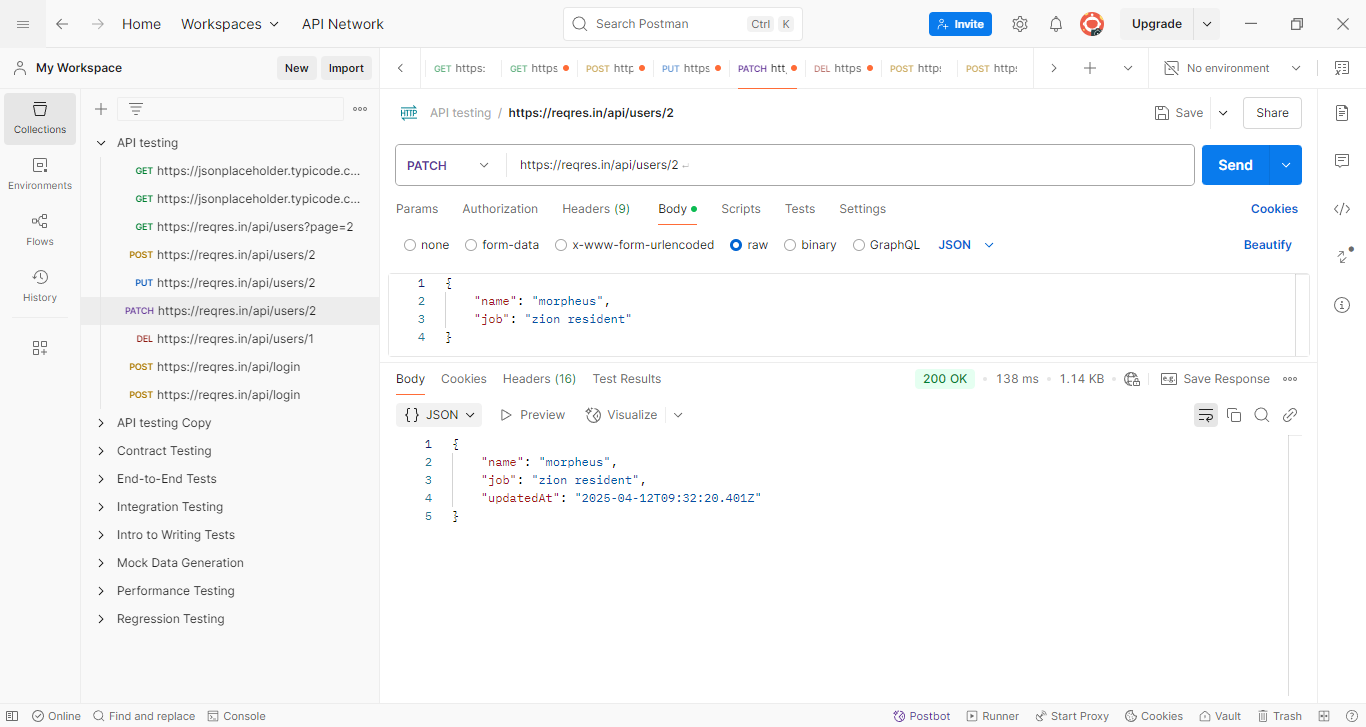 Home Workspaces API Network Search Postman Ctrl K Invite Upgrade
My Workspace New Import GET https: GET https POST http PUT https PATCH htt DEL https POST https POST https No environment
Collections
Environments
Flows
History
API testing
GET https://jsonplaceholder.typicode.c...
GET https://jsonplaceholder.typicode.c...
GET https://reqres.in/api/users?page=2
POST https://reqres.in/api/users/2
PUT https://reqres.in/api/users/2
PATCH https://reqres.in/api/users/2
DEL https://reqres.in/api/users/1
POST https://reqres.in/api/login
POST https://reqres.in/api/login
API testing Copy
Contract Testing
End-to-End Tests
Integration Testing
Intro to Writing Tests
Mock Data Generation
Performance Testing
Regression Testing
HTTP API testing / https://reqres.in/api/users/2 Save Share
PATCH https://reqres.in/api/users/2 Send
Params Authorization Headers (9) Body Scripts Tests Settings Cookies
none form-data x-www-form-urlencoded raw binary GraphQL JSON Beautify
1 {
2 "name": "morpheus",
3 "job": "zion resident"
4 }
Body Cookies Headers (16) Test Results 200 OK 138 ms 1.14 KB e.g. Save Response
{} JSON Preview Visualize
1 {
2 "name": "morpheus",
3 "job": "zion resident",
4 "updatedAt": "2025-04-12T09:32:20.401Z"
5 }
Online Find and replace Console Postbot Runner Start Proxy Cookies Vault Trash